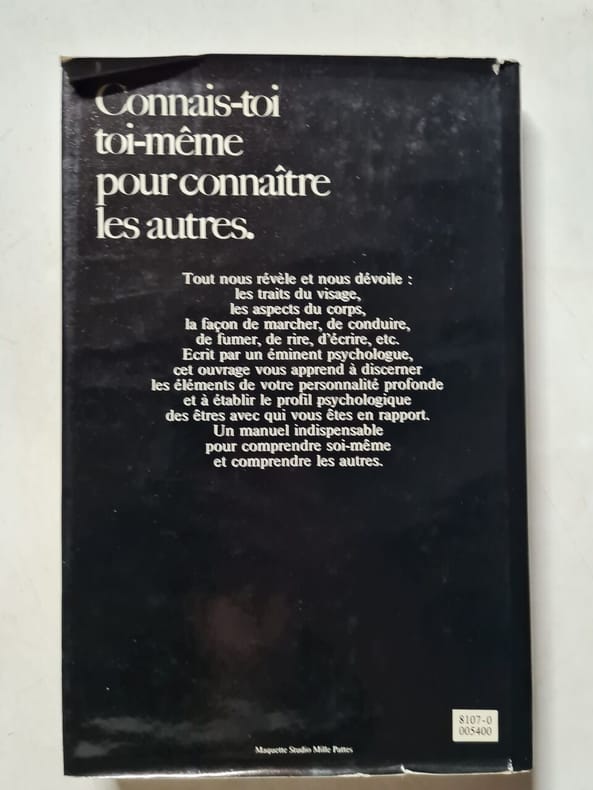 Connais-toi
toi-même
pour connaître
les autres.
Tout nous révèle et nous dévoile :
les traits du visage,
les aspects du corps,
la façon de marcher, de conduire,
de fumer, de rire, d'écrire, etc.
Ecrit par un éminent psychologue,
cet ouvrage vous apprend à discerner
les éléments de votre personnalité profonde
et à établir le profil psychologique
des êtres avec qui vous êtes en rapport.
Un manuel indispensable
pour comprendre soi-même
et comprendre les autres.
8107-0
005400
Maquette Studio Mille Pattes